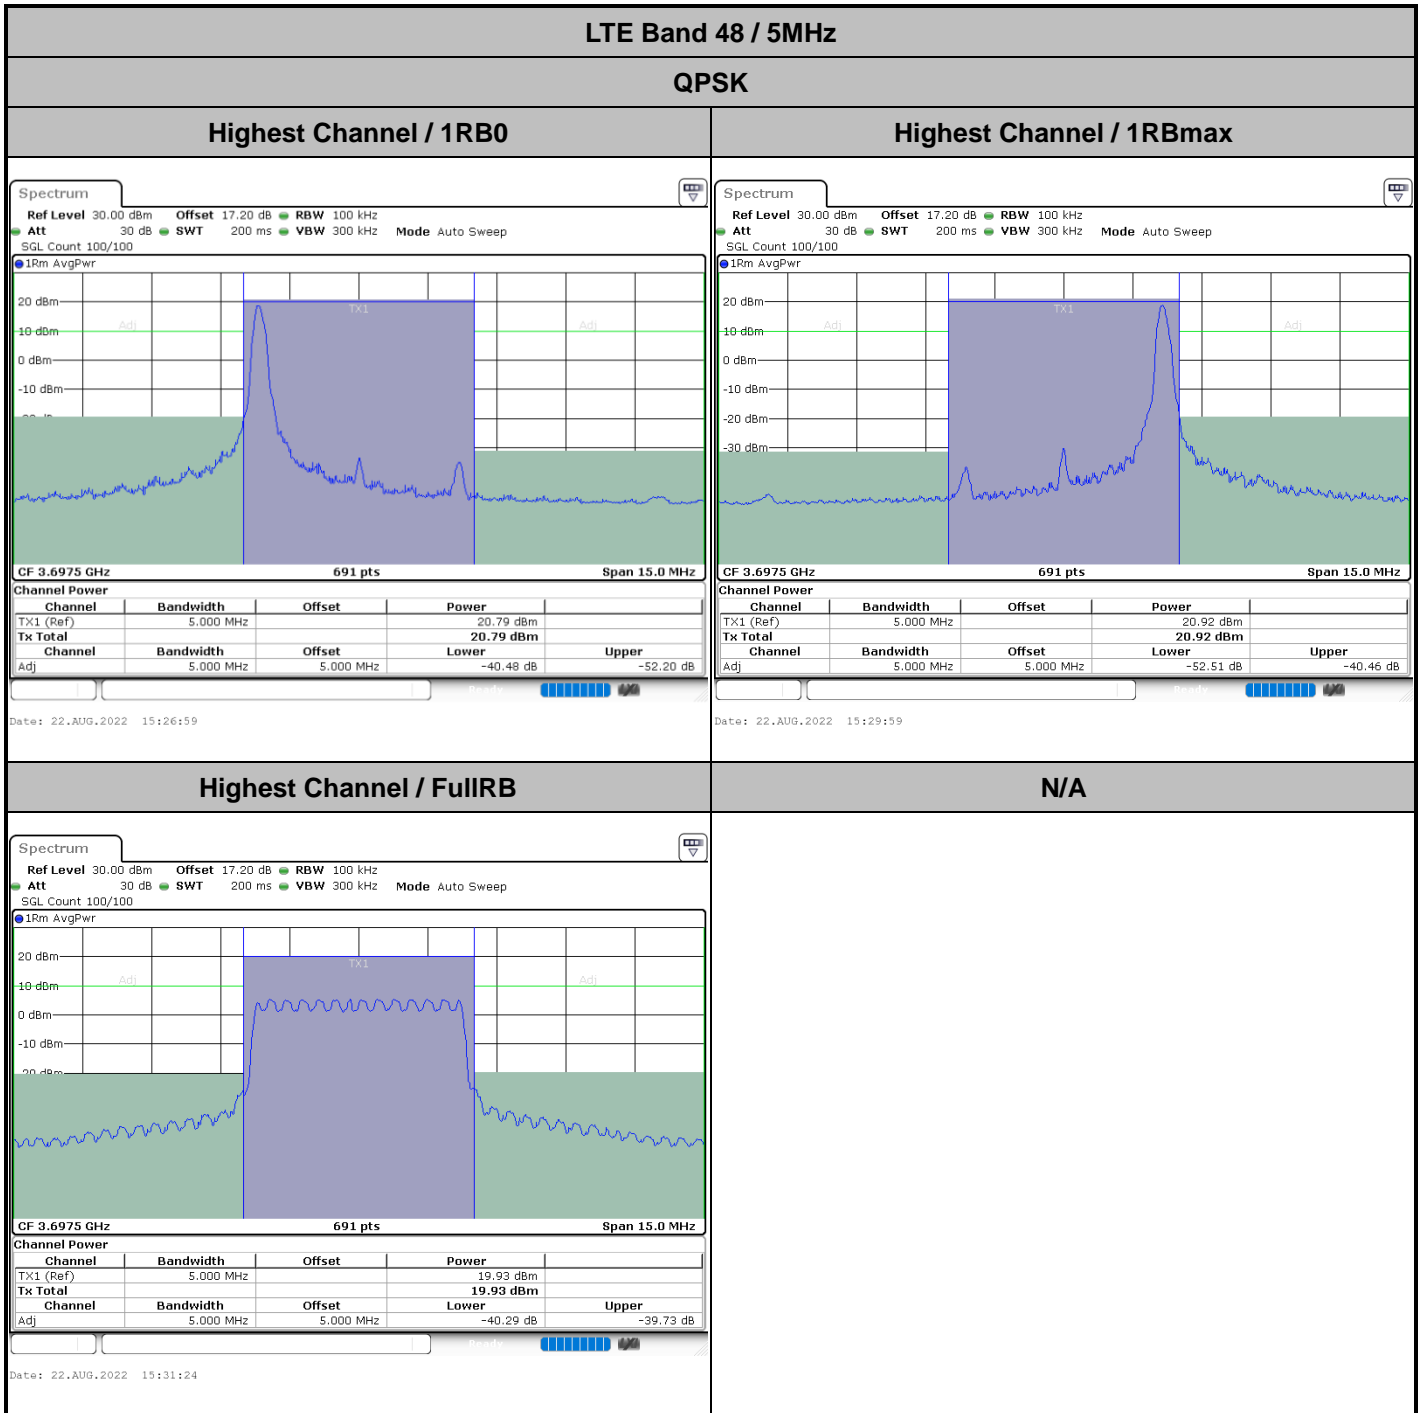 LTE Band 48 / 5MHz
QPSK
Highest Channel / 1RB0
Highest Channel / 1RBmax
Spectrum
Ref Level 30.00 dBm Offset 17.20 dB RBW 100 kHz
Att 30 dB SWT 200 ms VBW 300 kHz Mode Auto Sweep
SGL Count 100/100
1Rm AvgPwr
20 dBm
TX1
10 dBm
Adj
Adj
0 dBm
-10 dBm
CF 3.6975 GHz 691 pts Span 15.0 MHz
Channel Power
Channel Bandwidth Offset Power
TX1 (Ref) 5.000 MHz 20.79 dBm
Tx Total 20.79 dBm
Channel Bandwidth Offset Lower Upper
Adj 5.000 MHz 5.000 MHz -40.48 dB -52.20 dB
Ready
Date: 22.AUG.2022 15:26:59
Spectrum
Ref Level 30.00 dBm Offset 17.20 dB RBW 100 kHz
Att 30 dB SWT 200 ms VBW 300 kHz Mode Auto Sweep
SGL Count 100/100
1Rm AvgPwr
20 dBm
TX1
10 dBm
Adj
Adj
0 dBm
-10 dBm
-20 dBm
-30 dBm
CF 3.6975 GHz 691 pts Span 15.0 MHz
Channel Power
Channel Bandwidth Offset Power
TX1 (Ref) 5.000 MHz 20.92 dBm
Tx Total 20.92 dBm
Channel Bandwidth Offset Lower Upper
Adj 5.000 MHz 5.000 MHz -52.51 dB -40.46 dB
Ready
Date: 22.AUG.2022 15:29:59
Highest Channel / FullRB
N/A
Spectrum
Ref Level 30.00 dBm Offset 17.20 dB RBW 100 kHz
Att 30 dB SWT 200 ms VBW 300 kHz Mode Auto Sweep
SGL Count 100/100
1Rm AvgPwr
20 dBm
TX1
10 dBm
Adj
Adj
0 dBm
-10 dBm
-20 dBm
CF 3.6975 GHz 691 pts Span 15.0 MHz
Channel Power
Channel Bandwidth Offset Power
TX1 (Ref) 5.000 MHz 19.93 dBm
Tx Total 19.93 dBm
Channel Bandwidth Offset Lower Upper
Adj 5.000 MHz 5.000 MHz -40.29 dB -39.73 dB
Ready
Date: 22.AUG.2022 15:31:24